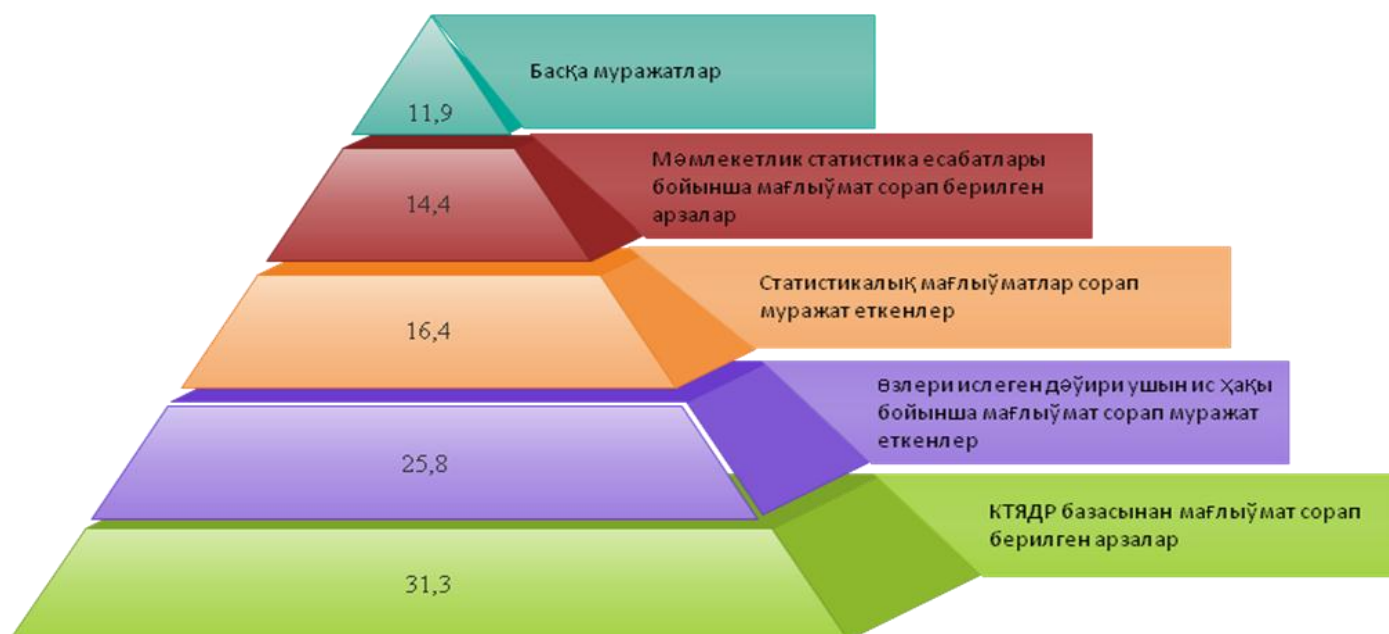 Басқа муражатлар
11,9
Мәмлекетлик статистика есабатлары
бойынша мағлыўмат сорап берилген
арзалар
14,4
Статистикалық мағлыўматлар сорап
муражат еткенлер
16,4
Өзлери ислеген дәўири ушын ис ҳақы
бойынша мағлыўмат сорап муражат
еткенлер
25,8
КТЯДР базасынан мағлыўмат сорап
берилген арзалар
31,3